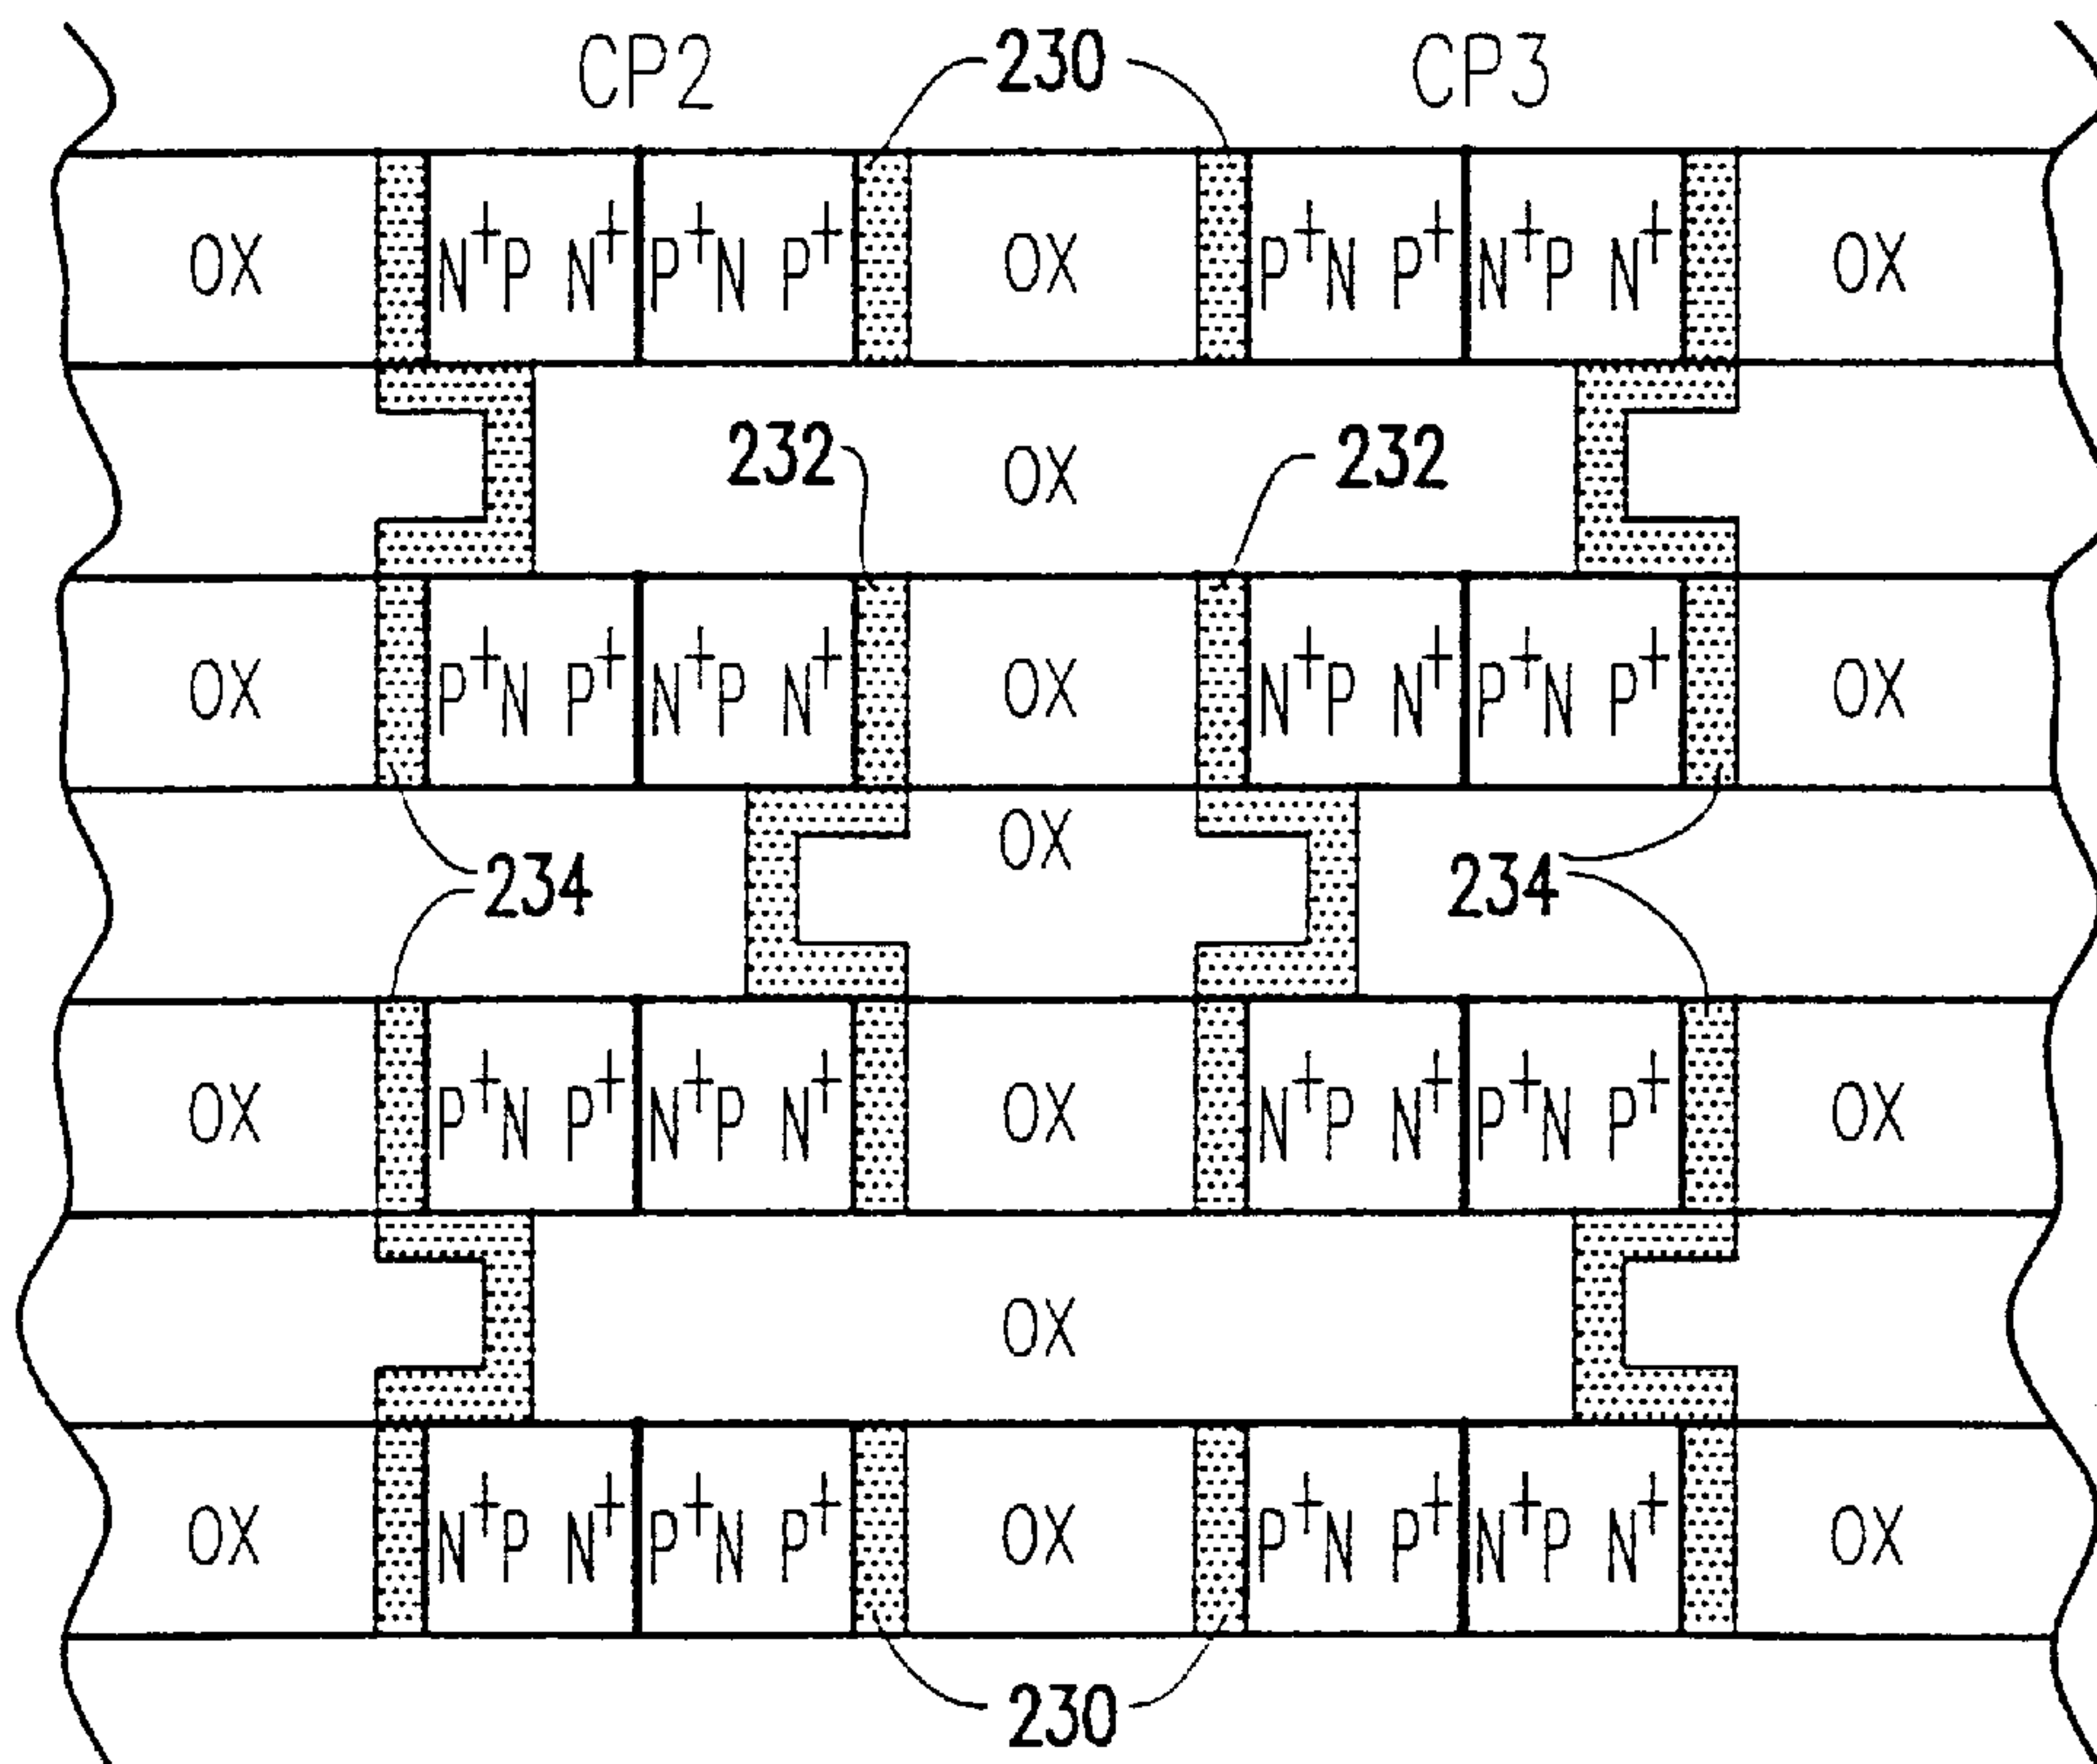 CP2 230 CP3
OX N+P N+ P+N P+ OX P+N P+ N+P N+ OX
232 OX 232
OX P+N P+ N+P N+ OX N+P N+ P+N P+ OX
OX
234 234
OX P+N P+ N+P N+ OX N+P N+ P+N P+ OX
OX
OX N+P N+ P+N P+ OX P+N P+ N+P N+ OX
230